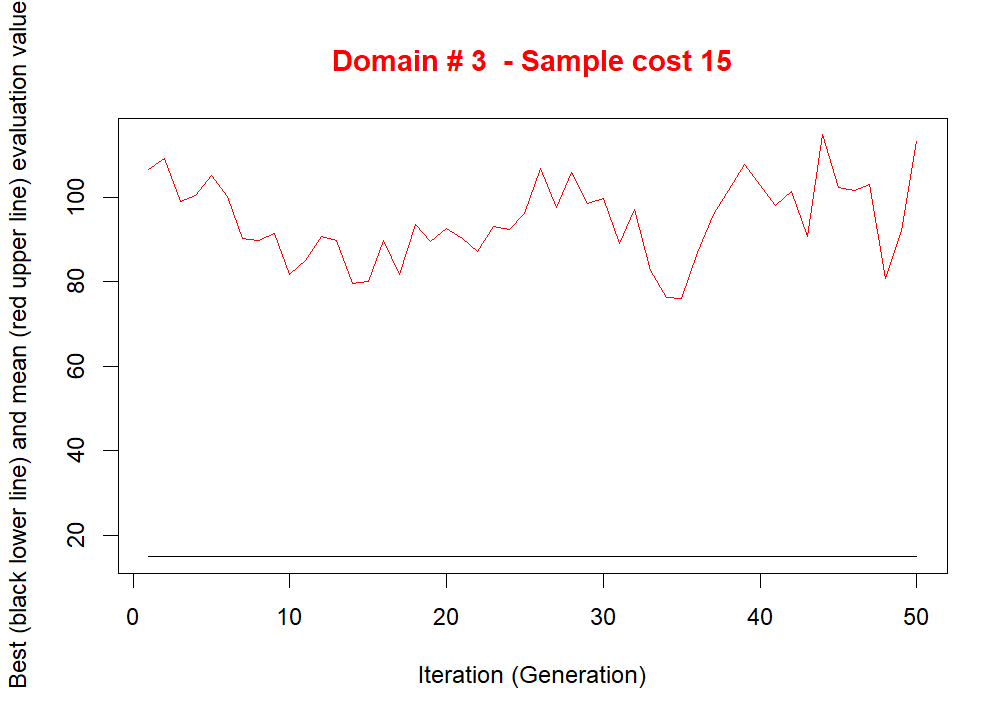 Domain # 3  - Sample cost 15
Best (black lower line) and mean (red upper line) evaluation value
100
80
60
40
20
0 10 20 30 40 50
Iteration (Generation)